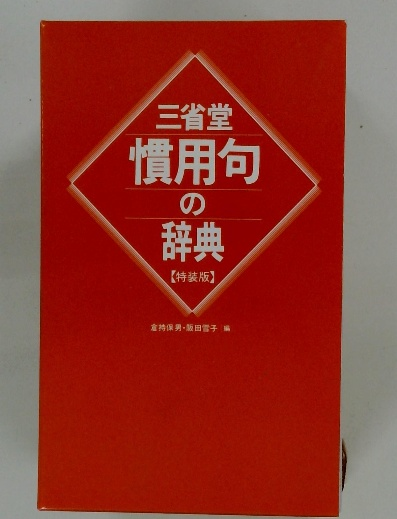 三省堂
慣用句
の
辞典
【特装版】
倉持保男・阪田雪子 編